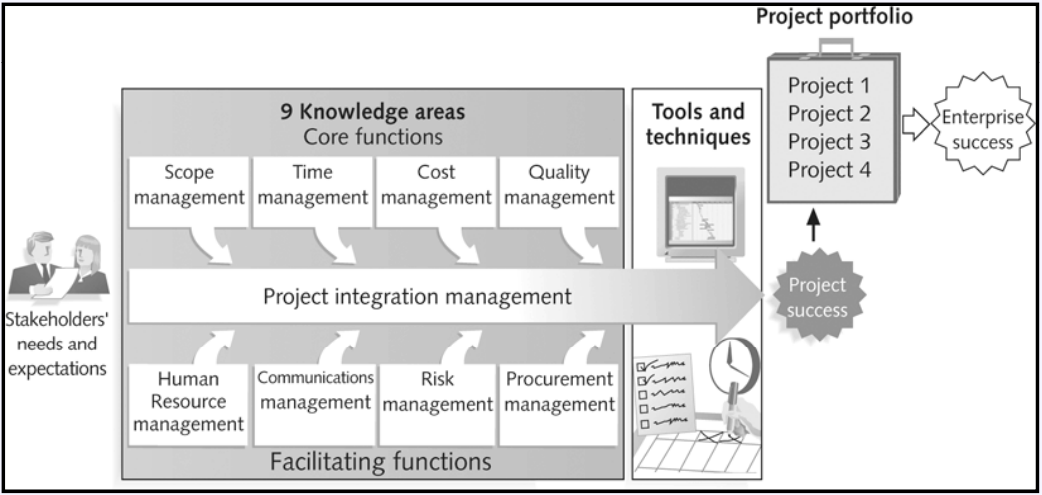 Project portfolio
Project 1
Project 2
Project 3
Project 4
Enterprise
success
9 Knowledge areas
Core functions
Tools and
techniques
Scope
management
Time
management
Cost
management
Quality
management
Stakeholders'
needs and
expectations
Project integration management
Project
success
Human
Resource
management
Communications
management
Risk
management
Procurement
management
Facilitating functions